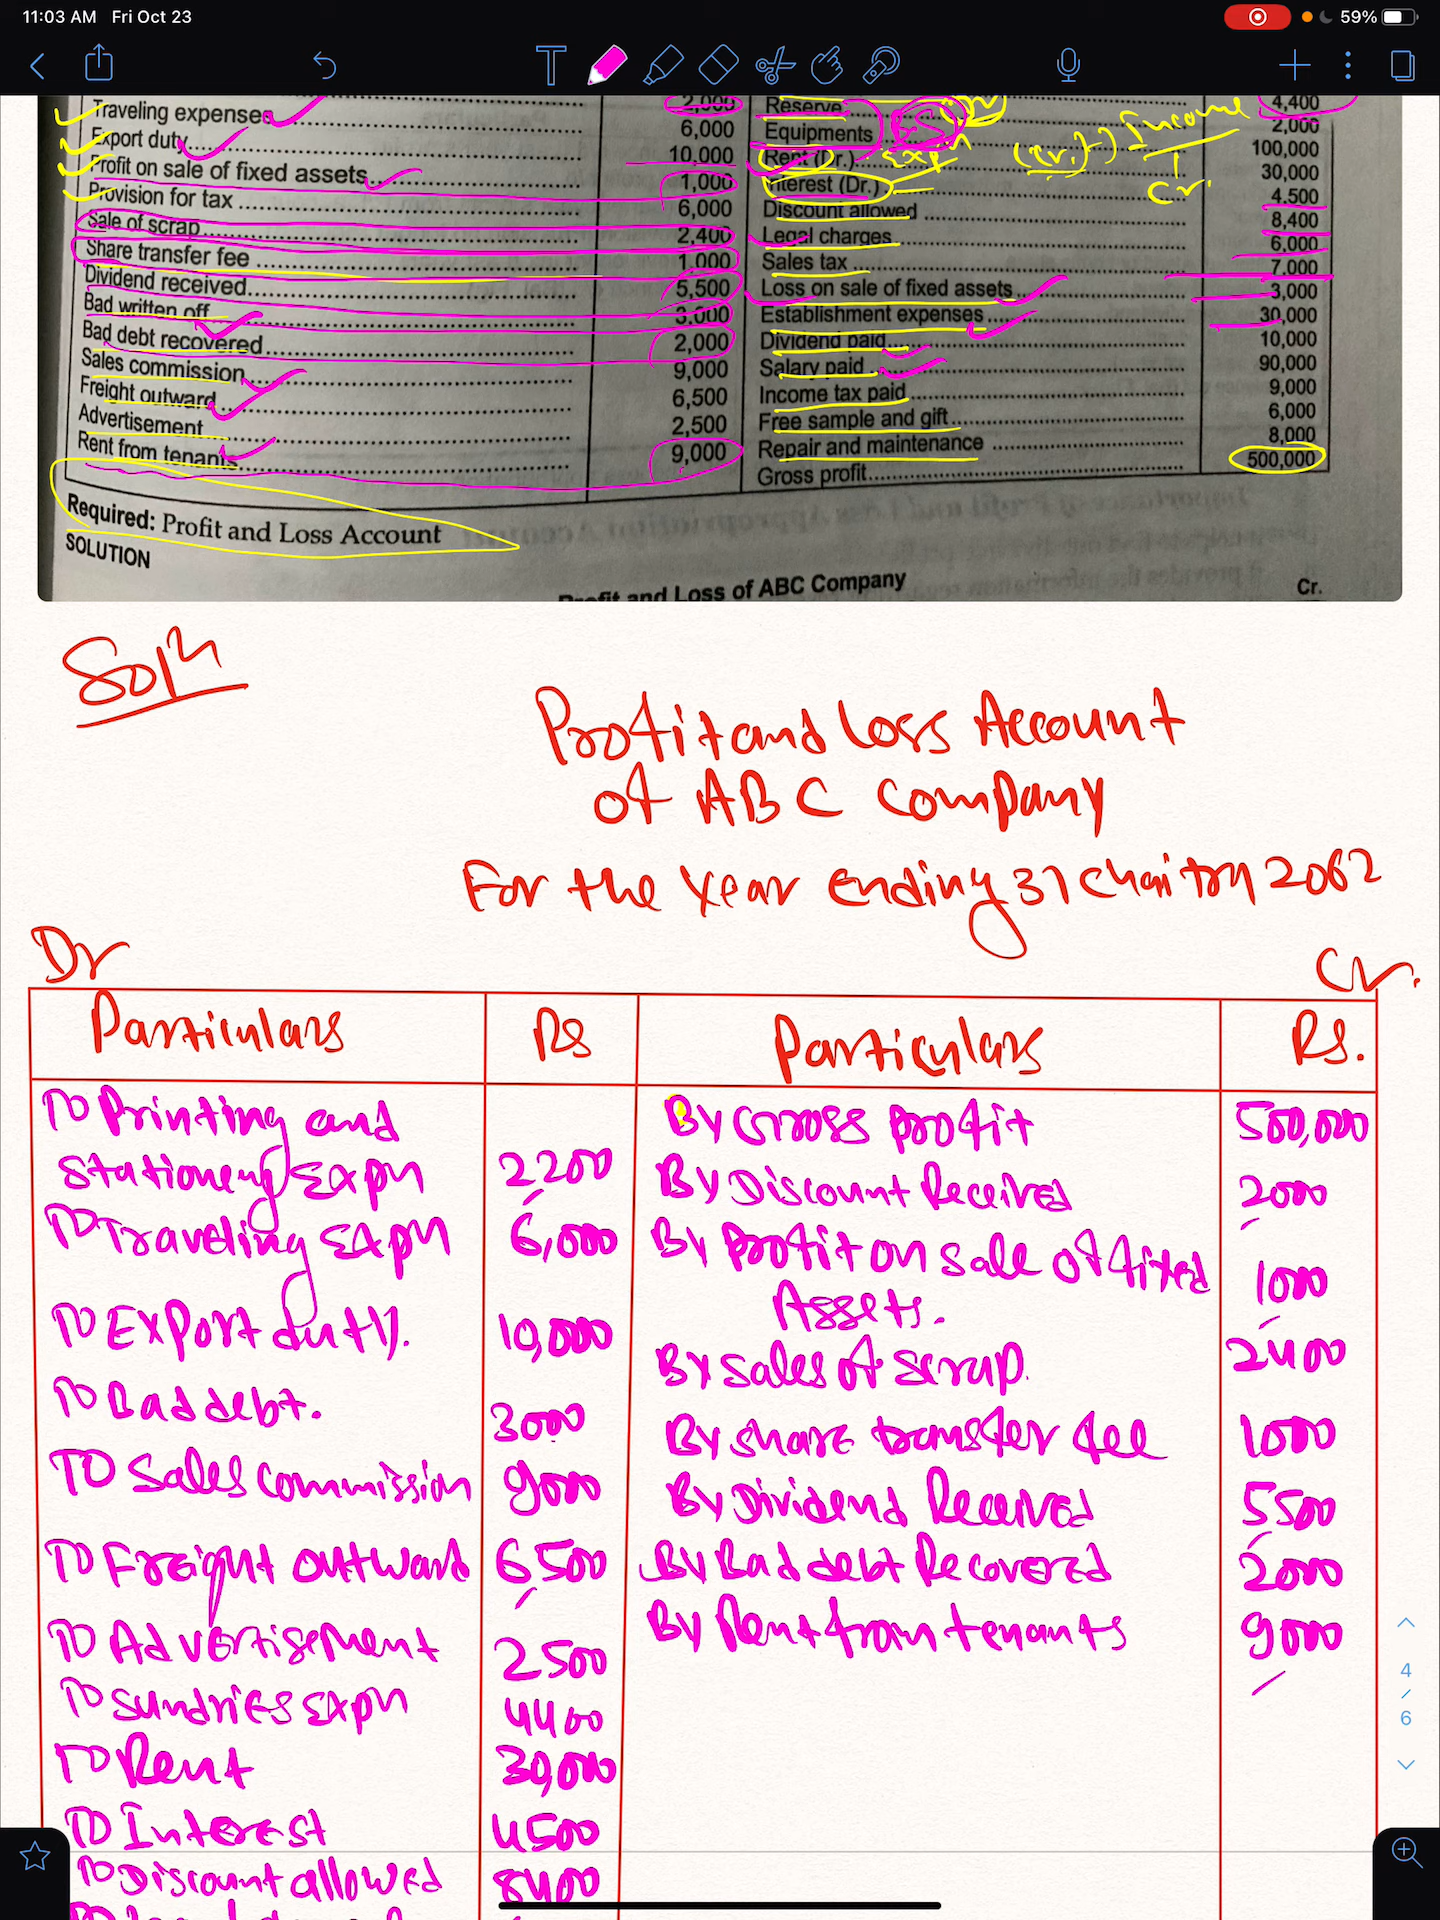 11:03 AM Fri Oct 23
59%
Traveling expenses
2,000
Reserve
4,400
Export duty
6,000
Equipments
2,000
Profit on sale of fixed assets
10,000
Rent (Dr.)
100,000
Provision for tax
1,000
Interest (Dr.)
30,000
Sale of scrap
6,000
Discount allowed
4.500
Share transfer fee
2,400
Legal charges
8,400
Dividend received
1.000
Sales tax
6,000
Bad written off
5,500
Loss on sale of fixed assets
7,000
Bad debt recovered
3,000
Establishment expenses
3,000
Sales commission
2,000
Dividend paid
30,000
Freight outward
9,000
Salary paid
10,000
Advertisement
6,500
Income tax paid
90,000
Rent from tenants
2,500
Free sample and gift
9,000
9,000
Repair and maintenance
6,000
Gross profit
8,000
500,000
B/S
Expn
(Cr.)
Income
Cr.
Required: Profit and Loss Account
SOLUTION
Profit and Loss of ABC Company
Cr.
Soln
Profit and Loss Account
of ABC Company
For the Year Ending 31 Chaitra 2062
Dr
Cr.
Particulars Rs Particulars Rs.
To Printing and By Gross profit 500,000
Stationery Expn 2200 By Discount Received 2000
To Traveling Expn 6,000 By Profit on sale of fixed
Assets. 1000
To Export duty. 10,000 By Sales of scrap. 2400
To Bad debt. 3000 By share transfer fee 1000
To Sales Commission 9000 By Dividend Received 5500
To Freight outward 6,500 By Bad debt Recovered 2000
To Advertisement 2500 By Rent from tenants 9000
To Sundries Expn 4400
To Rent 30,000
To Interest 4500
To Discount allowed 8400
4
/
6